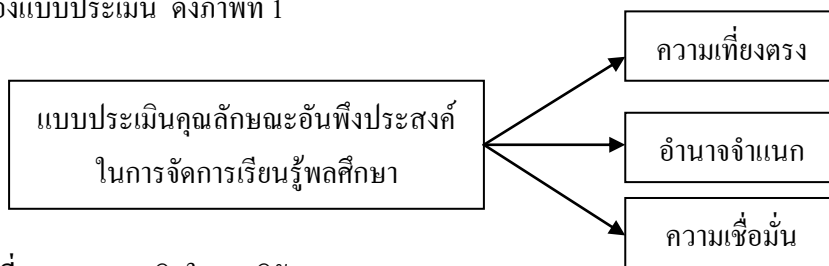 องแบบประเมิน ดังภาพที่ 1
ความเที่ยงตรง
แบบประเมินคุณลักษณะอันพึงประสงค์
ในการจัดการเรียนรู้พลศึกษา
อำนาจจำแนก
ความเชื่อมั่น